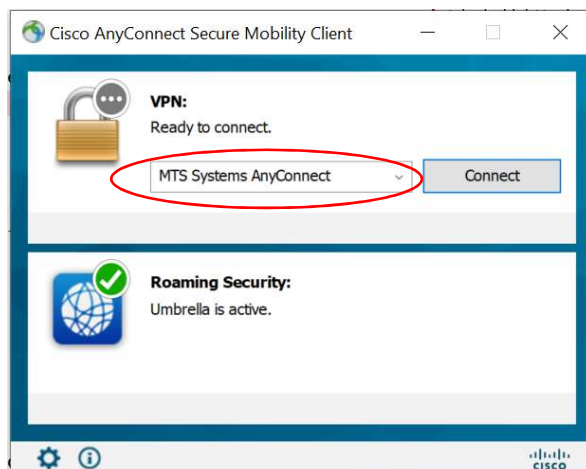 Cisco AnyConnect Secure Mobility Client
VPN:
Ready to connect.
MTS Systems AnyConnect
Connect
Roaming Security:
Umbrella is active.
cisco